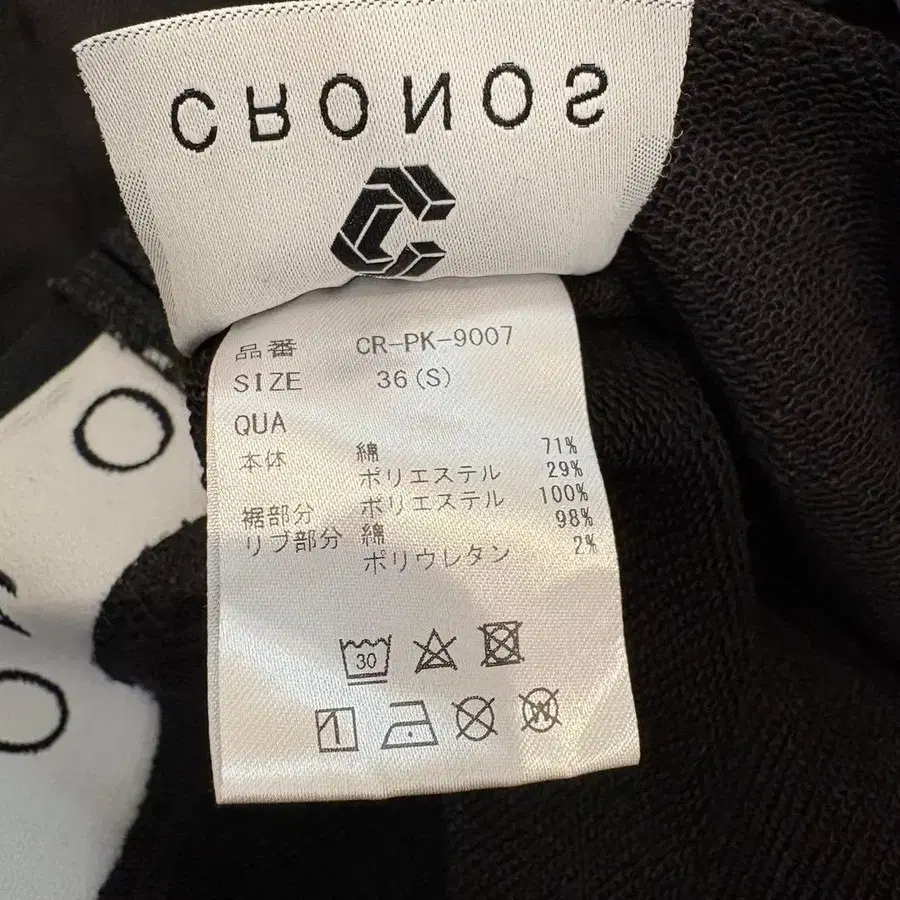 CRONOS
品番 CR-PK-9007
SIZE 36(S)
QUA
本体 綿 71%
ポリエステル 29%
裾部分 ポリエステル 100%
リブ部分 綿 98%
ポリウレタン 2%
30